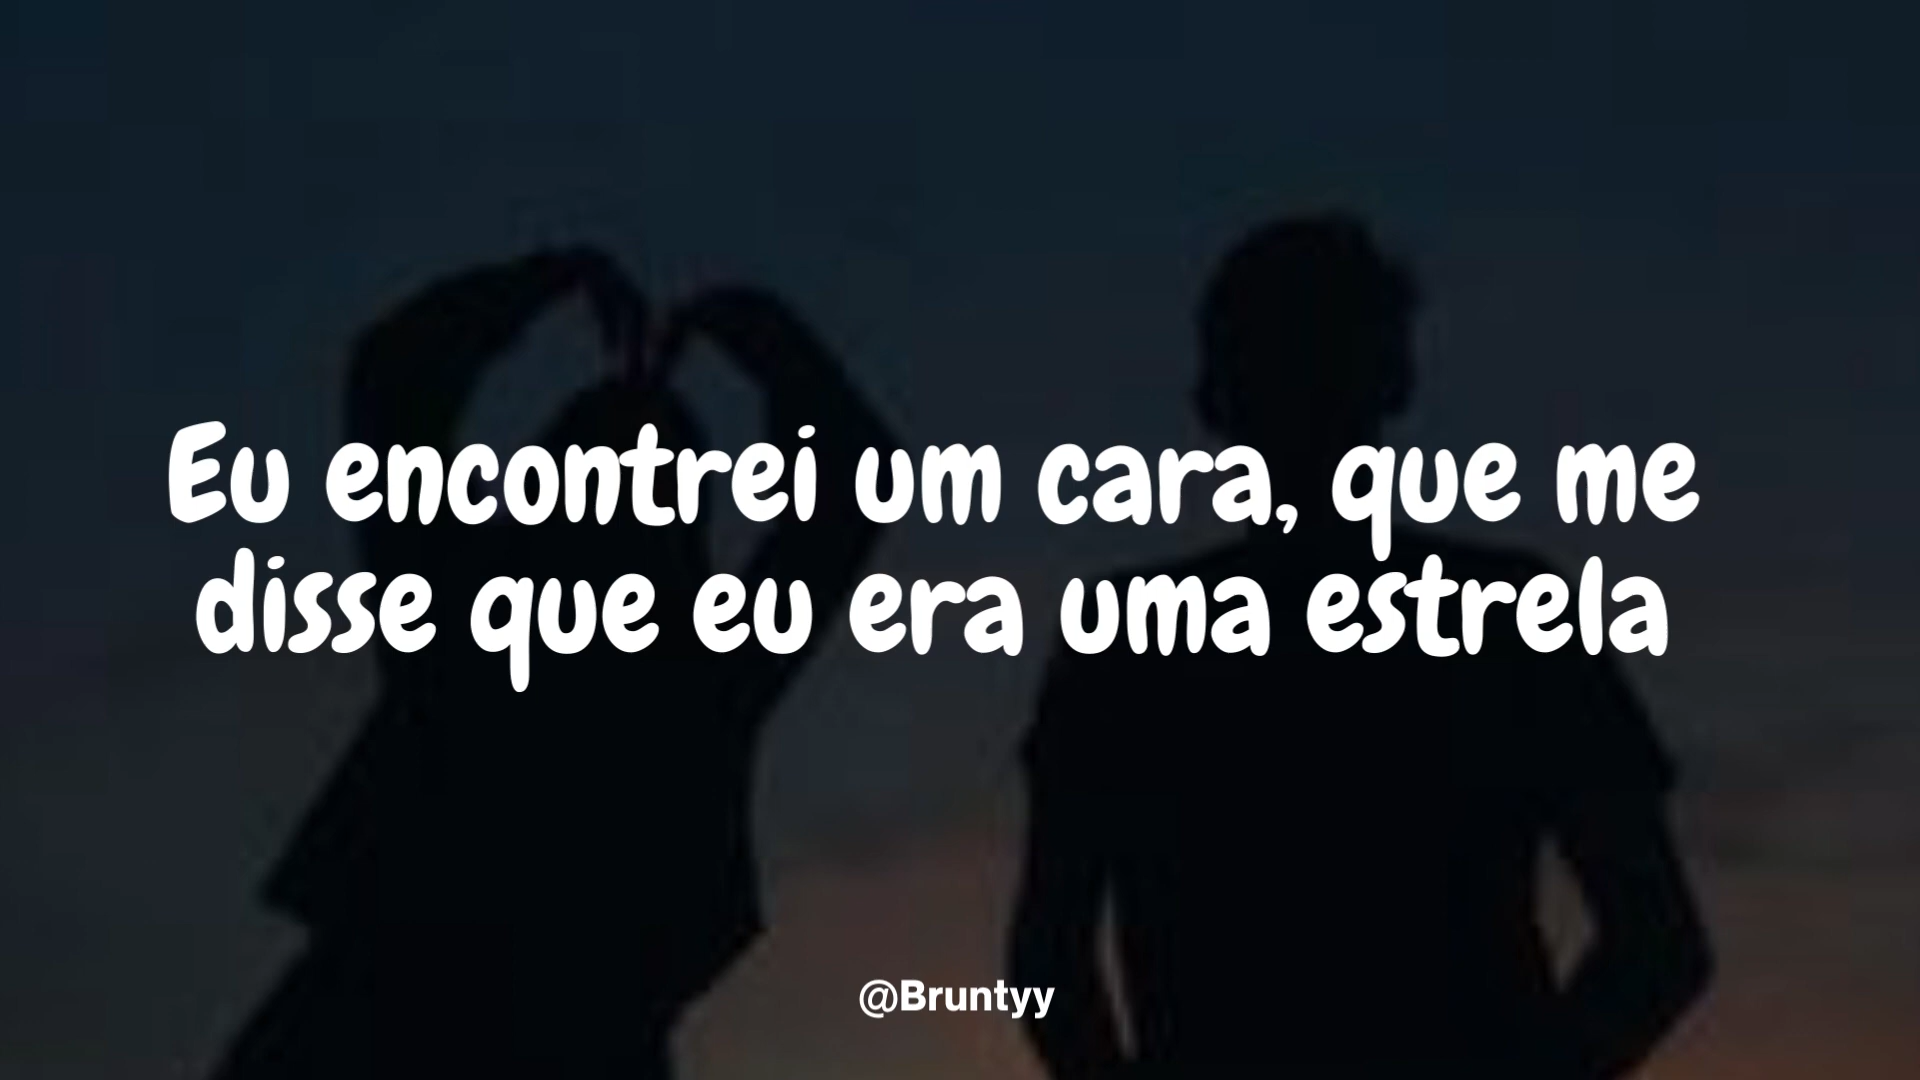 Eu encontrei um cara, que me
disse que eu era uma estrela
@Bruntyy